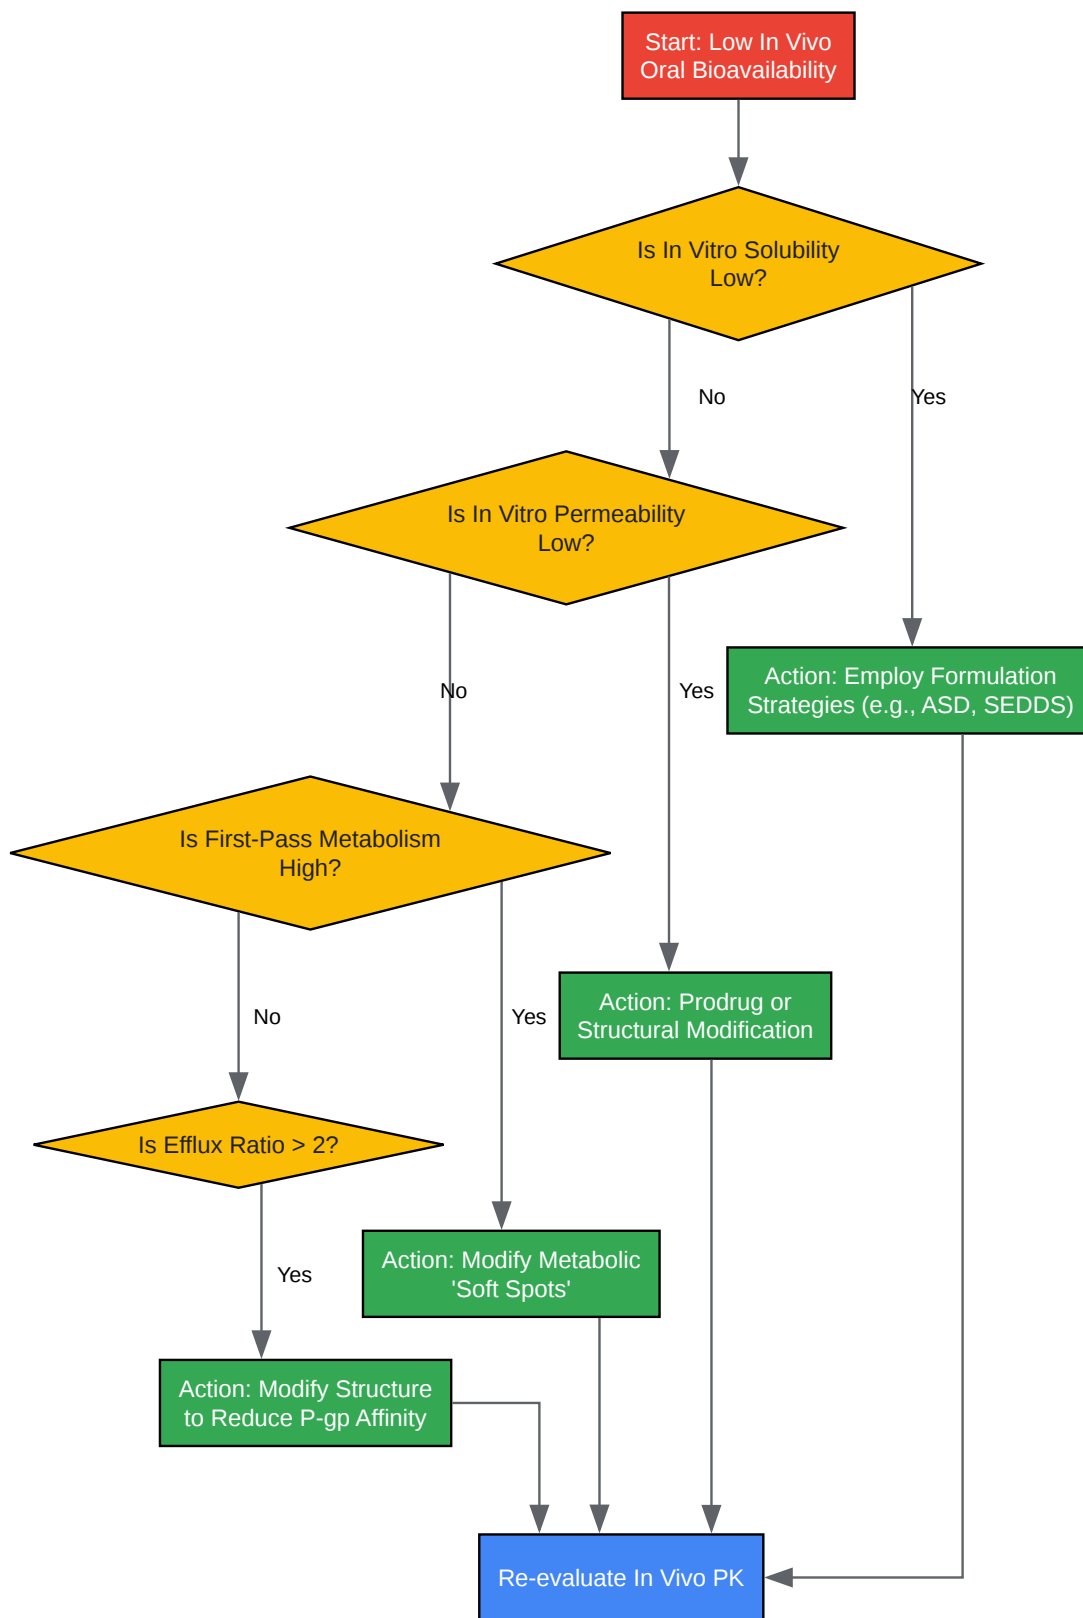 Start: Low In Vivo
Oral Bioavailability
Is In Vitro Solubility
Low?
No
Yes
Is In Vitro Permeability
Low?
No
Yes
Action: Employ Formulation
Strategies (e.g., ASD, SEDDS)
Is First-Pass Metabolism
High?
No
Yes
Action: Prodrug or
Structural Modification
Is Efflux Ratio > 2?
Yes
Action: Modify Metabolic
'Soft Spots'
Action: Modify Structure
to Reduce P-gp Affinity
Re-evaluate In Vivo PK